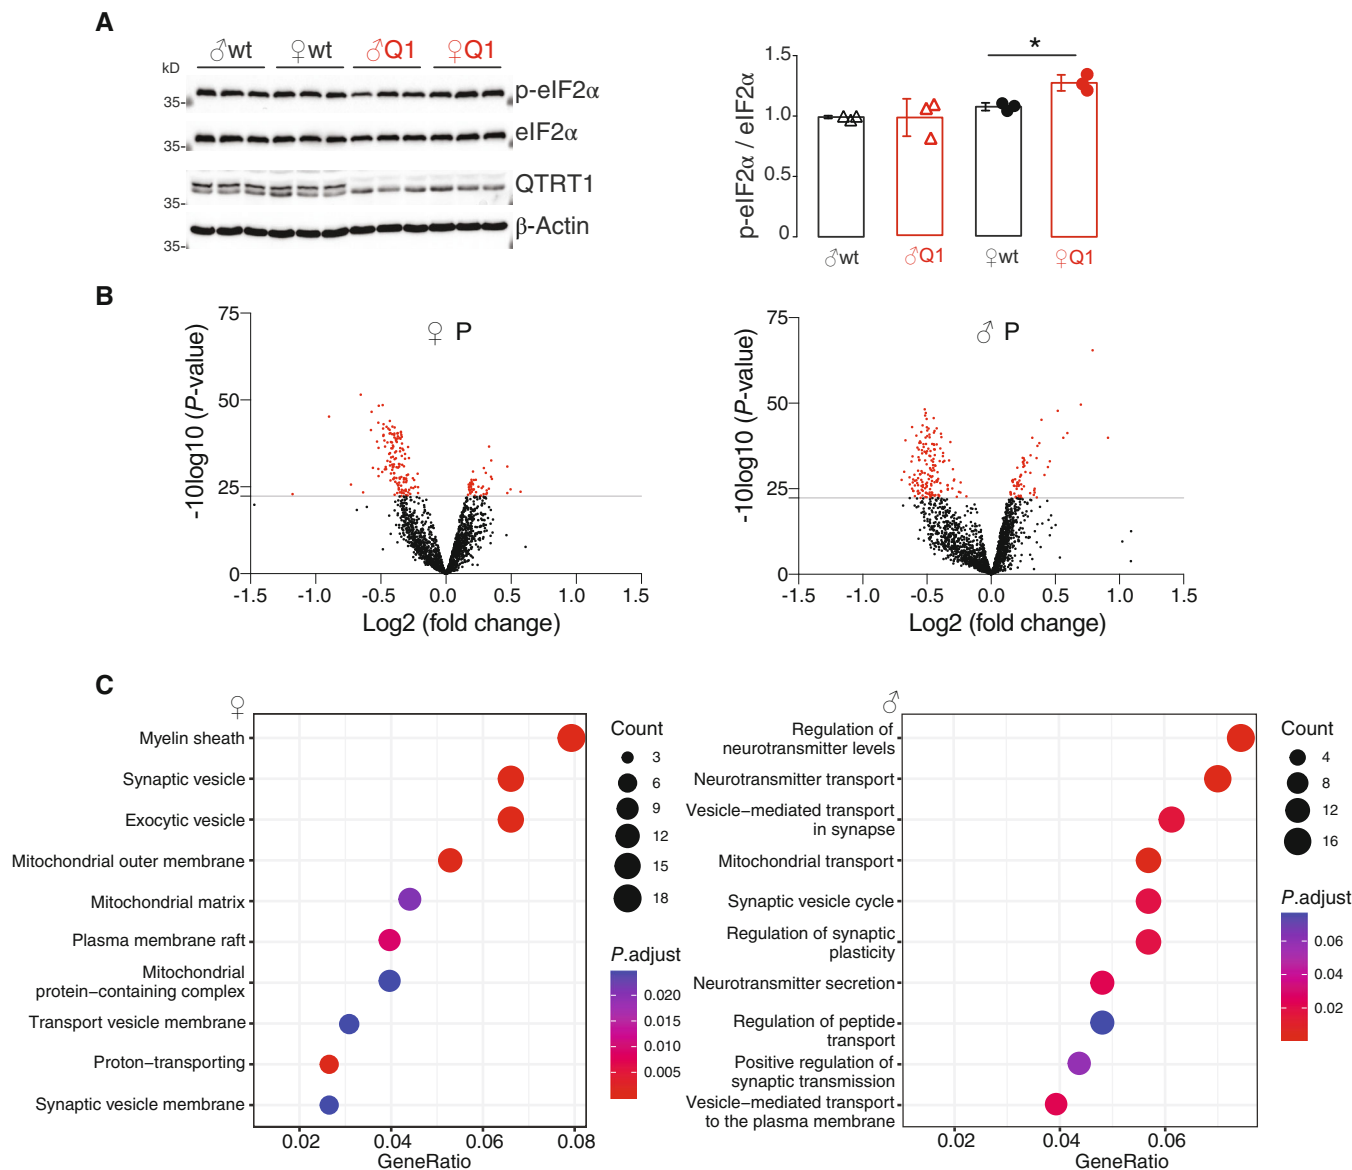 A
♂wt ♀wt ♂Q1 ♀Q1
kD
35- p-eIF2α
35- eIF2α
35- QTRT1
35- β-Actin
*
p-eIF2α / eIF2α
1.5
1.0
0.5
0
♂wt ♂Q1 ♀wt ♀Q1
B
♀ P
-10log10 (P-value)
75
50
25
0
-1.5 -1.0 -0.5 0.0 0.5 1.0 1.5
Log2 (fold change)
♂ P
-10log10 (P-value)
75
50
25
0
-1.5 -1.0 -0.5 0.0 0.5 1.0 1.5
Log2 (fold change)
C
♀
Myelin sheath
Synaptic vesicle
Exocytic vesicle
Mitochondrial outer membrane
Mitochondrial matrix
Plasma membrane raft
Mitochondrial
protein−containing complex
Transport vesicle membrane
Proton−transporting
Synaptic vesicle membrane
0.02 0.04 0.06 0.08
GeneRatio
Count
3
6
9
12
15
18
P.adjust
0.020
0.015
0.010
0.005
♂
Regulation of
neurotransmitter levels
Neurotransmitter transport
Vesicle−mediated transport
in synapse
Mitochondrial transport
Synaptic vesicle cycle
Regulation of synaptic
plasticity
Neurotransmitter secretion
Regulation of peptide
transport
Positive regulation of
synaptic transmission
Vesicle−mediated transport
to the plasma membrane
0.02 0.04 0.06
GeneRatio
Count
4
8
12
16
P.adjust
0.06
0.04
0.02